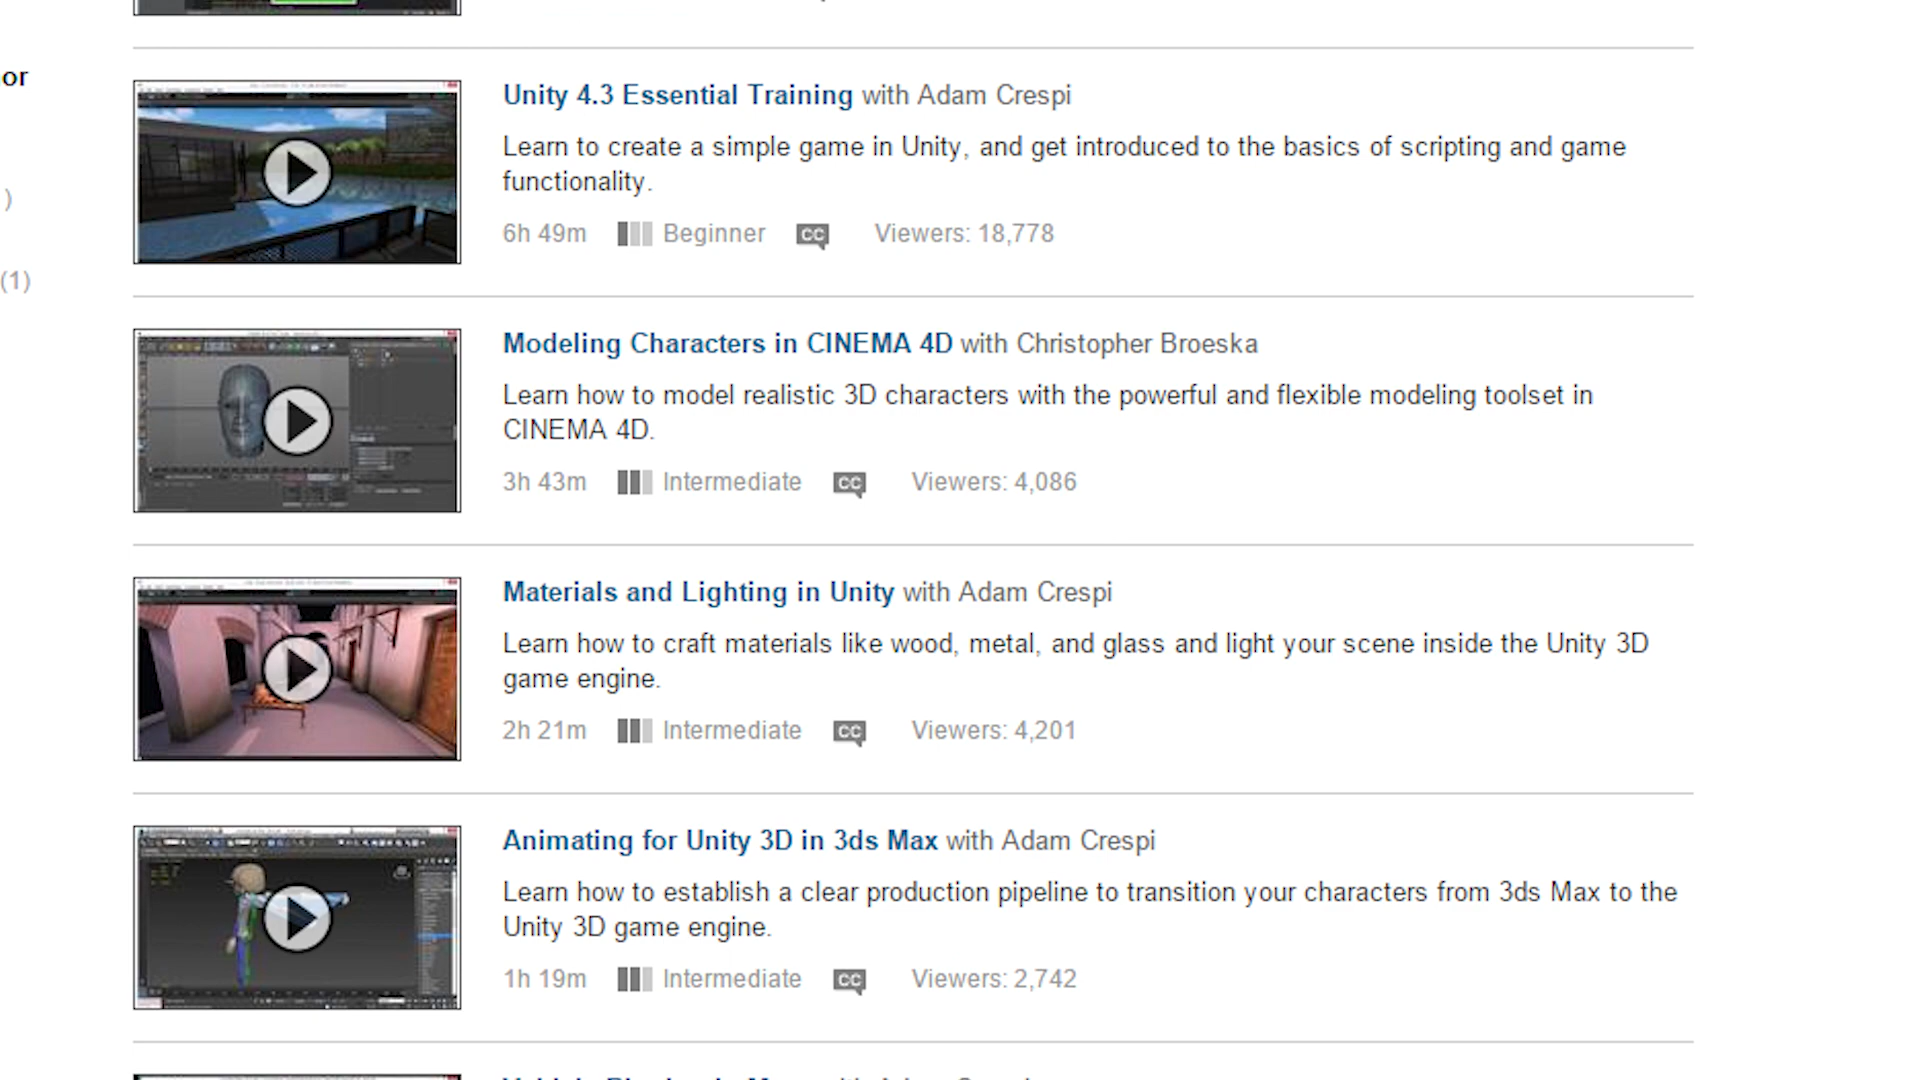 or
)
(1)
Unity 4.3 Essential Training with Adam Crespi
Learn to create a simple game in Unity, and get introduced to the basics of scripting and game
functionality.
6h 49m Beginner CC Viewers: 18,778
Modeling Characters in CINEMA 4D with Christopher Broeska
Learn how to model realistic 3D characters with the powerful and flexible modeling toolset in
CINEMA 4D.
3h 43m Intermediate CC Viewers: 4,086
Materials and Lighting in Unity with Adam Crespi
Learn how to craft materials like wood, metal, and glass and light your scene inside the Unity 3D
game engine.
2h 21m Intermediate CC Viewers: 4,201
Animating for Unity 3D in 3ds Max with Adam Crespi
Learn how to establish a clear production pipeline to transition your characters from 3ds Max to the
Unity 3D game engine.
1h 19m Intermediate CC Viewers: 2,742